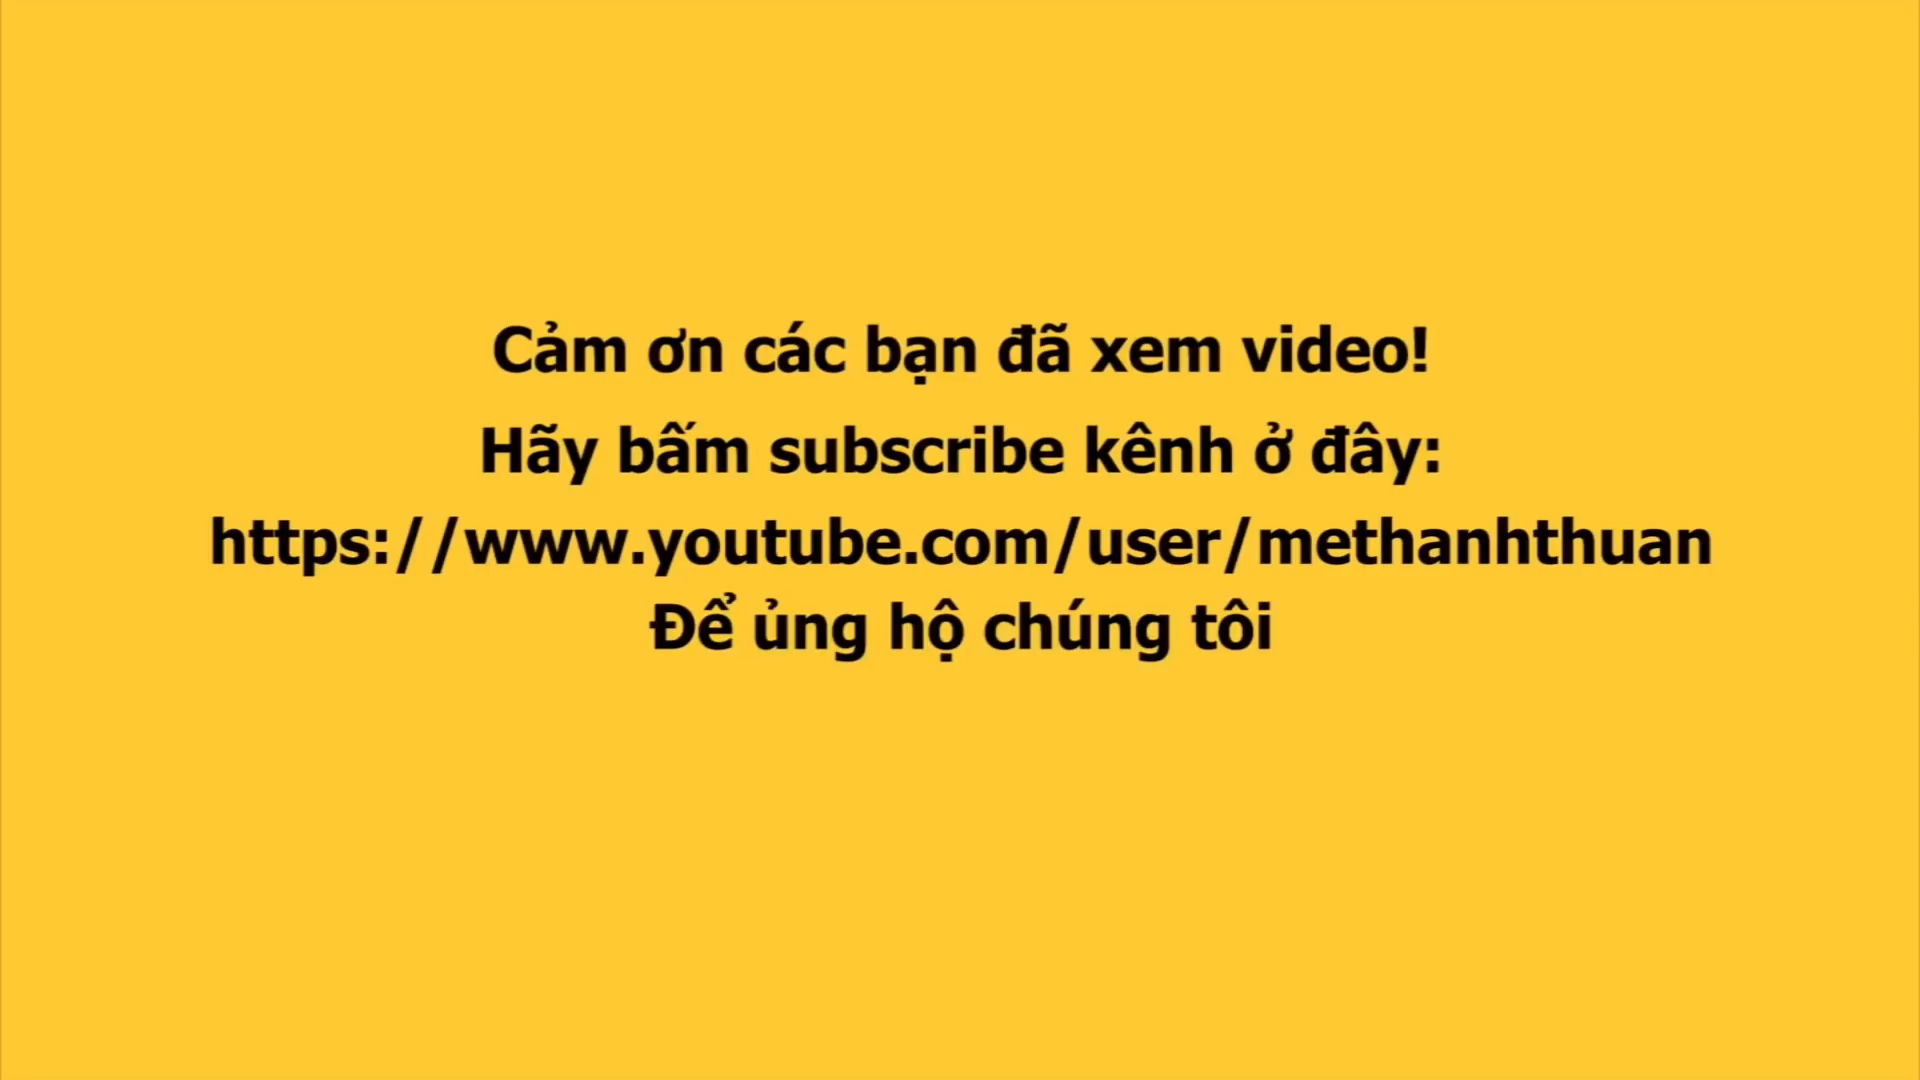 Cảm ơn các bạn đã xem video!
Hãy bấm subscribe kênh ở đây:
https://www.youtube.com/user/methanhthuan
Để ủng hộ chúng tôi